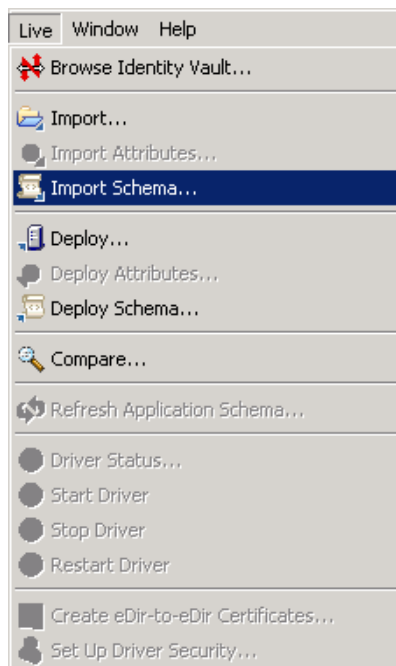 Live Window Help
Browse Identity Vault...
Import...
Import Attributes...
Import Schema...
Deploy...
Deploy Attributes...
Deploy Schema...
Compare...
Refresh Application Schema...
Driver Status...
Start Driver
Stop Driver
Restart Driver
Create eDir-to-eDir Certificates...
Set Up Driver Security...